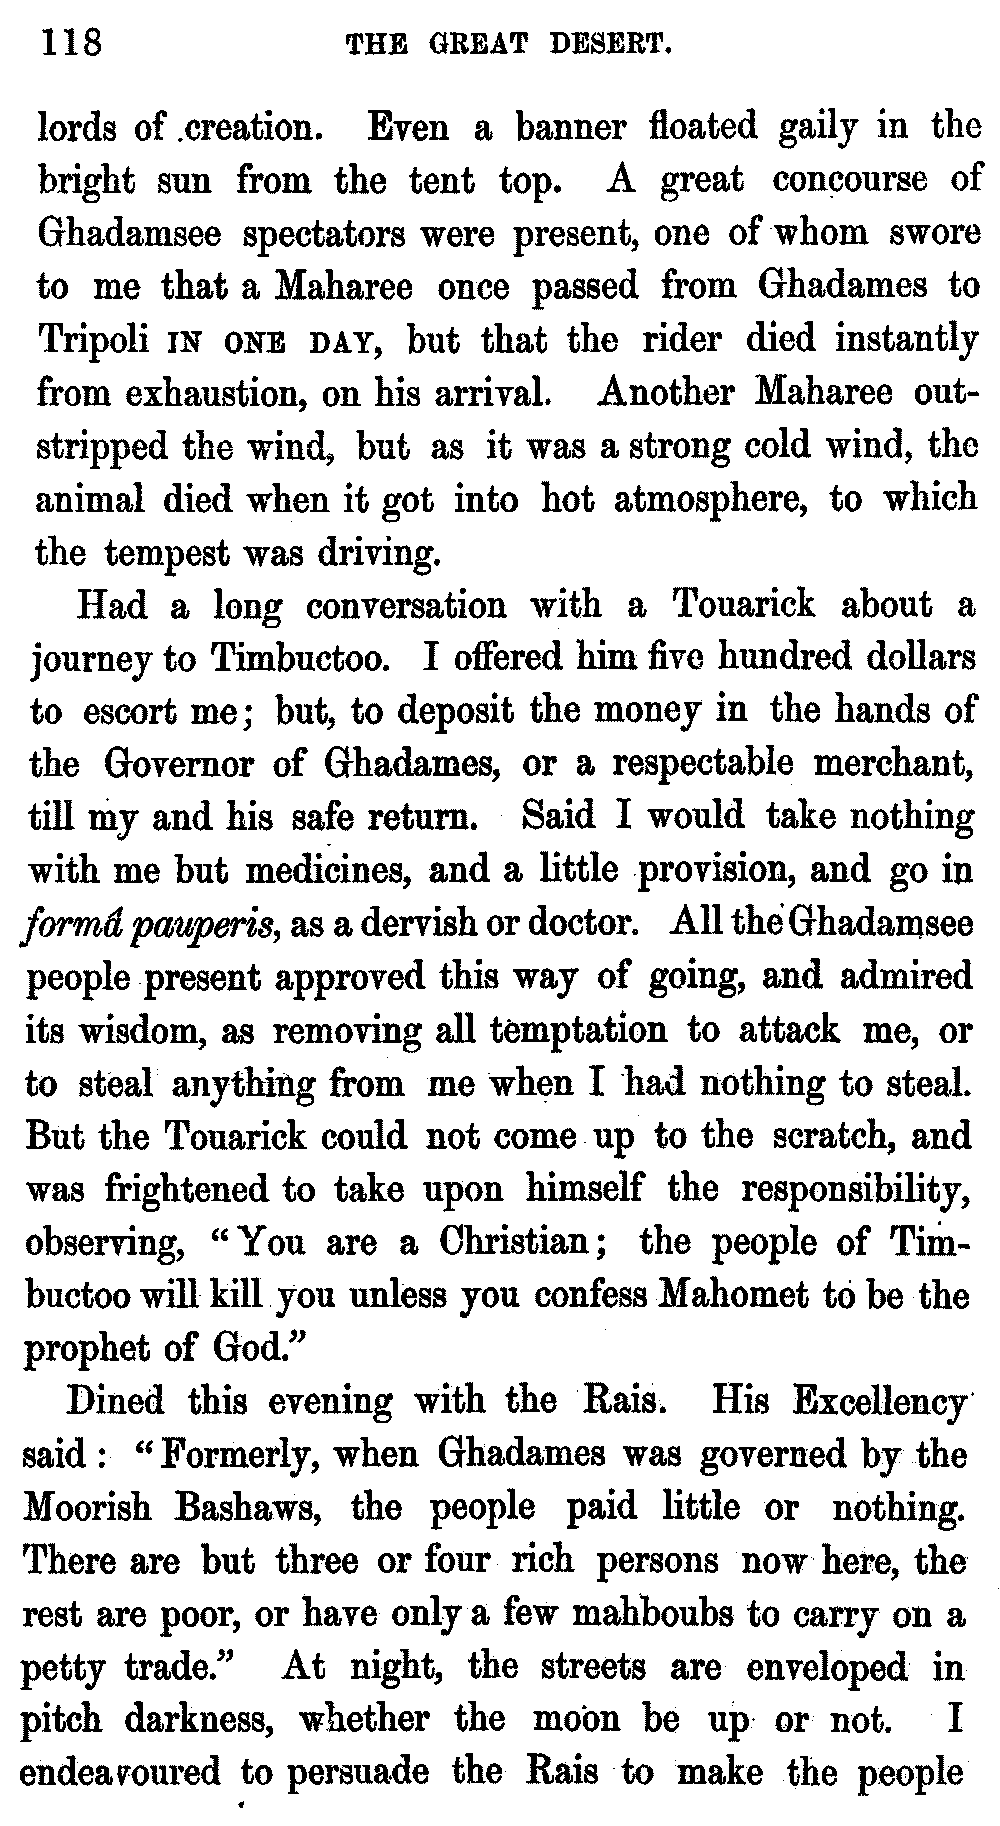 118 THE GREAT DESERT.
lords of creation. Even a banner floated gaily in the
bright sun from the tent top. A great concourse of
Ghadamsee spectators were present, one of whom swore
to me that a Maharee once passed from Ghadames to
Tripoli IN ONE DAY, but that the rider died instantly
from exhaustion, on his arrival. Another Maharee out-
stripped the wind, but as it was a strong cold wind, the
animal died when it got into hot atmosphere, to which
the tempest was driving.
Had a long conversation with a Touarick about a
journey to Timbuctoo. I offered him five hundred dollars
to escort me; but, to deposit the money in the hands of
the Governor of Ghadames, or a respectable merchant,
till my and his safe return. Said I would take nothing
with me but medicines, and a little provision, and go in
formâ pauperis, as a dervish or doctor. All the Ghadamsee
people present approved this way of going, and admired
its wisdom, as removing all temptation to attack me, or
to steal anything from me when I had nothing to steal.
But the Touarick could not come up to the scratch, and
was frightened to take upon himself the responsibility,
observing, “You are a Christian; the people of Tim-
buctoo will kill you unless you confess Mahomet to be the
prophet of God.”
Dined this evening with the Rais. His Excellency
said: “Formerly, when Ghadames was governed by the
Moorish Bashaws, the people paid little or nothing.
There are but three or four rich persons now here, the
rest are poor, or have only a few mahboubs to carry on a
petty trade.” At night, the streets are enveloped in
pitch darkness, whether the moon be up or not. I
endeavoured to persuade the Rais to make the people